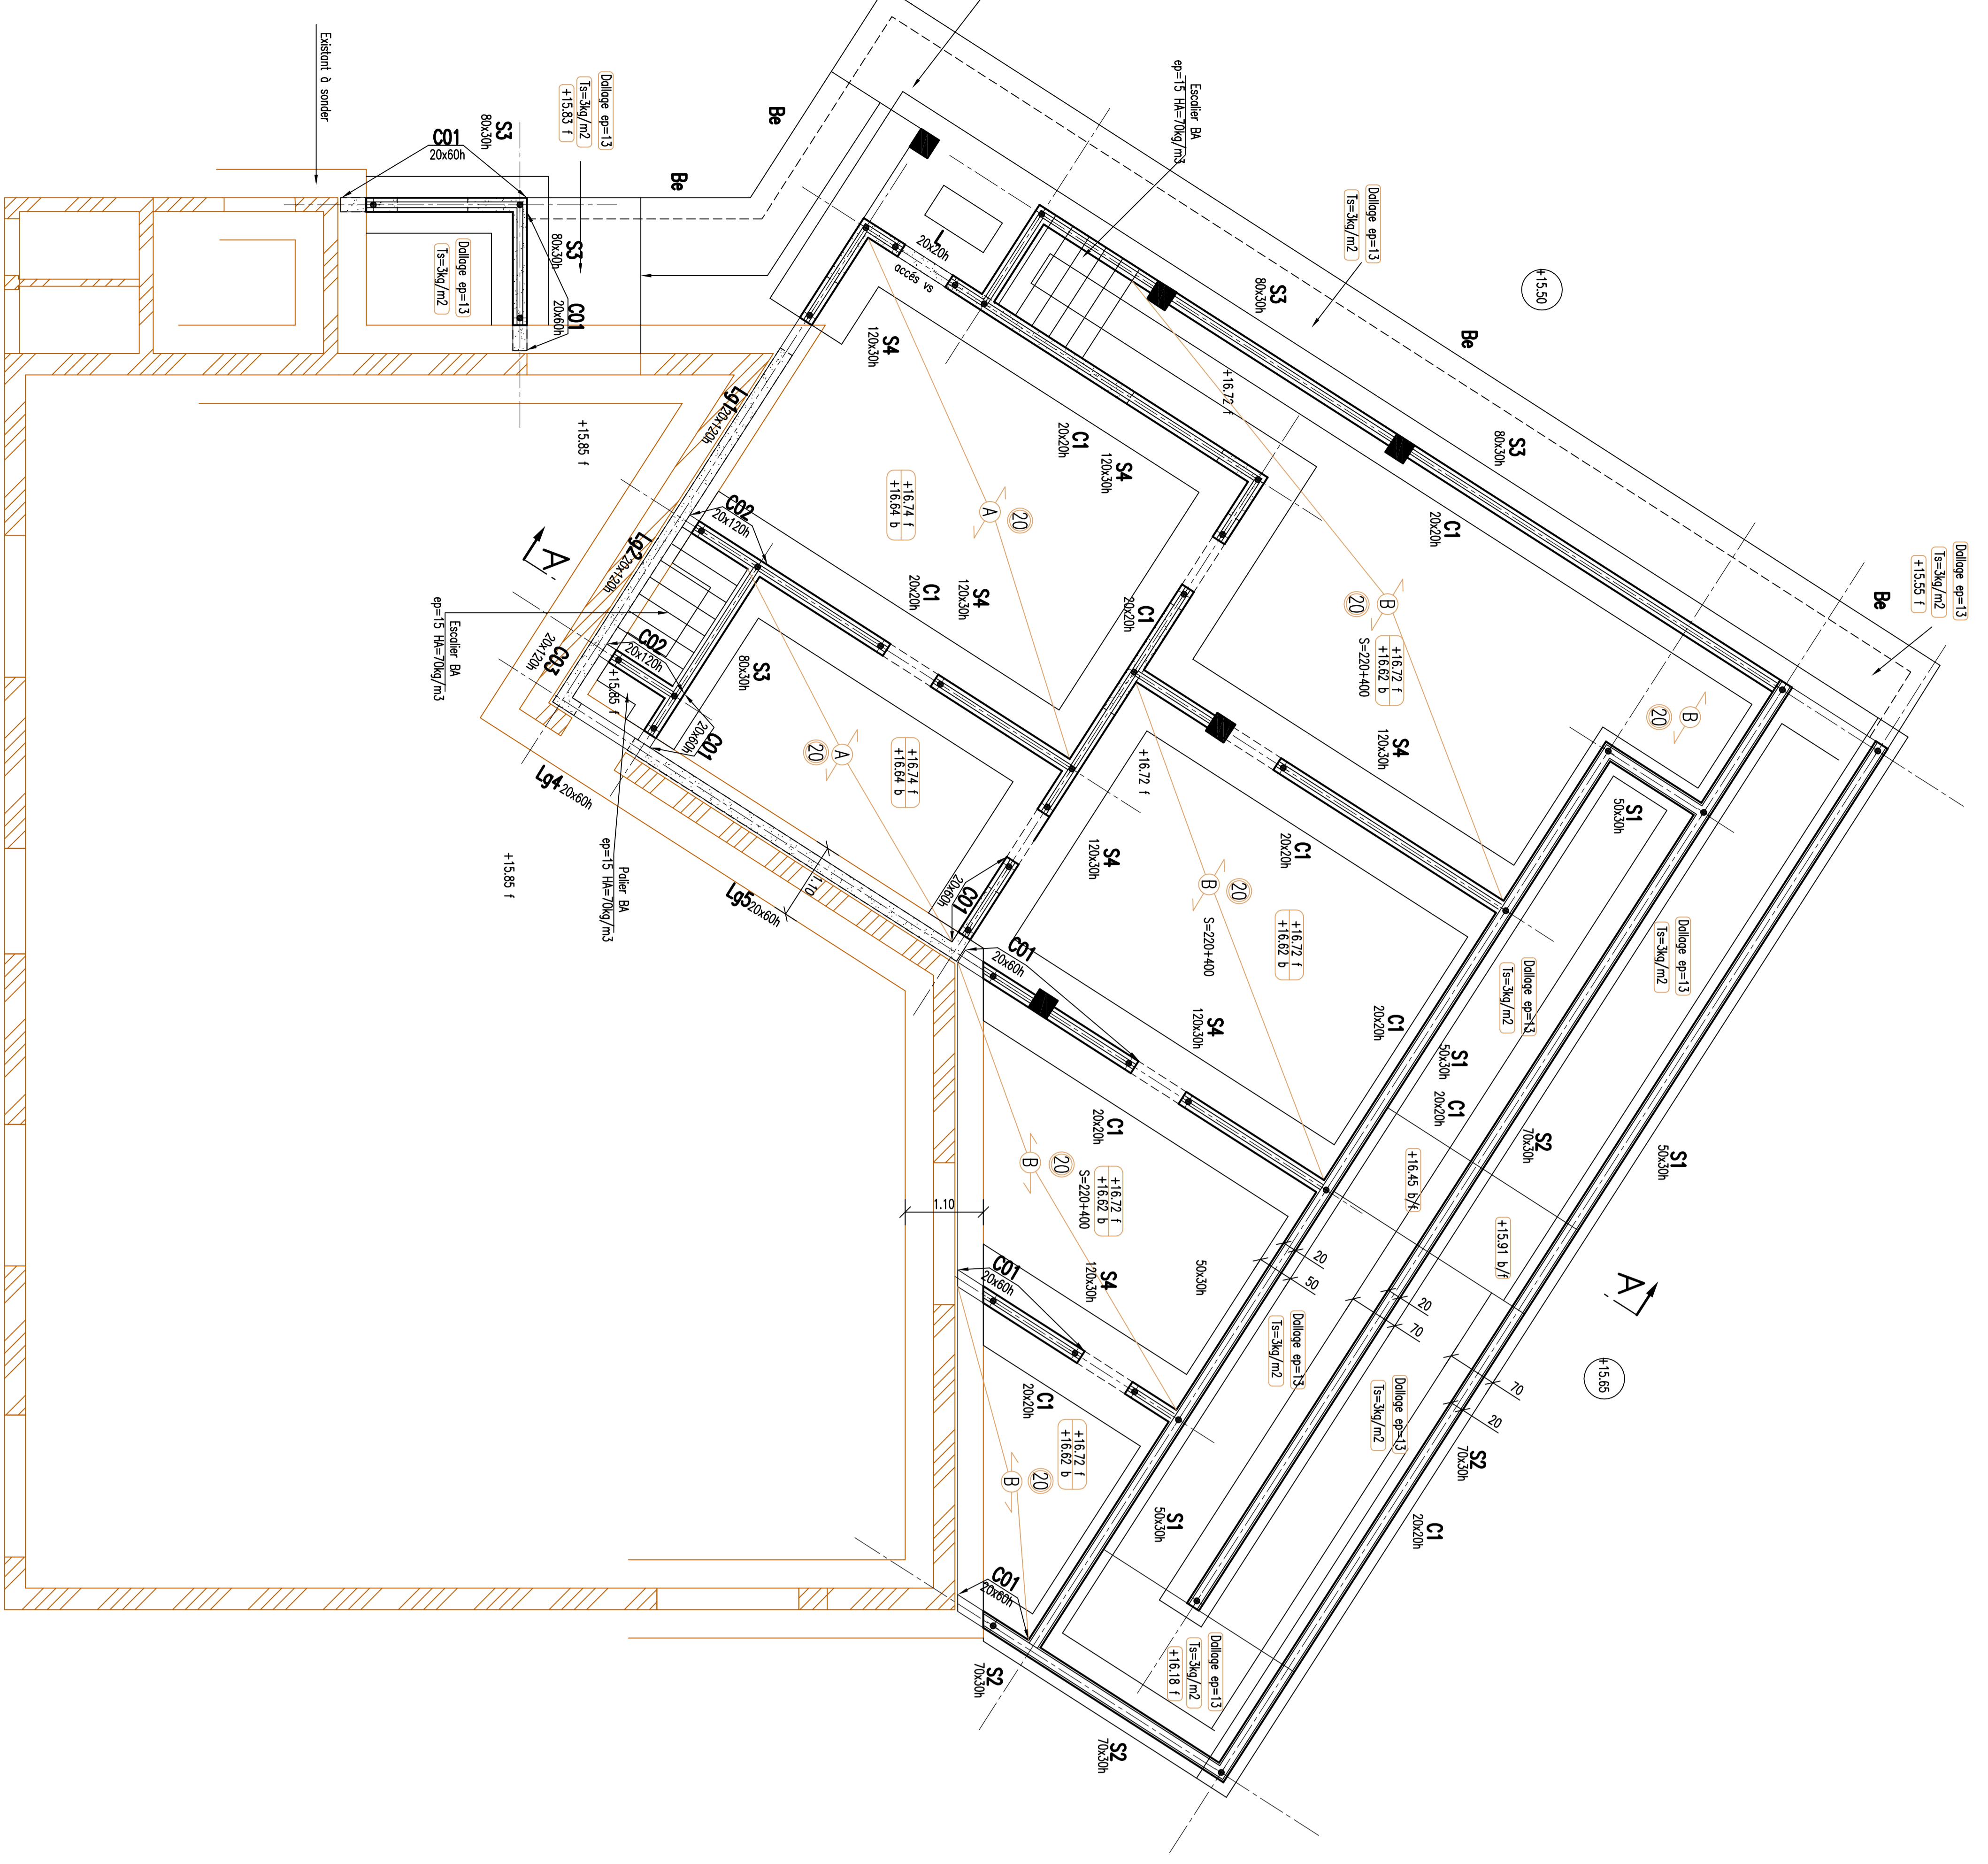 Existant à sonder
C01
20x60h
S3
80x30h
Dallage ep=13
Ts=3kg/m2
+15.83 f
Be
Be
Dallage ep=13
Ts=3kg/m2
S3
80x30h
C01
20x60h
+15.85 f
Escalier BA
ep=15 HA=70kg/m3
L
20x20h
accés vs
S3
80x30h
Dallage ep=13
Ts=3kg/m2
+15.50
Be
S4
120x30h
+16.72 f
C1
20x20h
S4
120x30h
S3
80x30h
C1
20x20h
Lg1
20x120h
+16.74 f
+16.64 b
A
20
C02
20x120h
Lg2
20x120h
A
C1
20x20h
S4
120x30h
C1
20x20h
B
20
+16.72 f
+16.62 b
S=220+400
Dallage ep=13
Ts=3kg/m2
+15.55 f
Be
Escalier BA
ep=15 HA=70kg/m3
C03
20x120h
C02
20x120h
+15.85 f
S3
80x30h
B
20
C01
20x60h
A
20
+16.74 f
+16.64 b
+16.72 f
S4
120x30h
Lg4
20x60h
+15.85 f
Palier BA
ep=15 HA=70kg/m3
1.10
Lg5
20x60h
S4
120x30h
C1
20x20h
S1
50x30h
C01
20x60h
B
20
S=220+400
+16.72 f
+16.62 b
Dallage ep=13
Ts=3kg/m2
Dallage ep=13
Ts=3kg/m2
C01
20x60h
S4
120x30h
C1
20x20h
S1
50x30h
C1
20x20h
S2
70x30h
S1
50x30h
C1
20x20h
B
20
+16.72 f
+16.62 b
S=220+400
+16.45 b/f
+15.91 b/f
1.10
C01
20x60h
S4
120x30h
50x30h
20
50
20
70
A
Dallage ep=13
Ts=3kg/m2
Dallage ep=13
Ts=3kg/m2
70
20
+15.65
C1
20x20h
+16.72 f
+16.62 b
B
20
S2
70x30h
S1
50x30h
C1
20x20h
C01
20x60h
S2
70x30h
Dallage ep=13
Ts=3kg/m2
+16.18 f
S2
70x30h